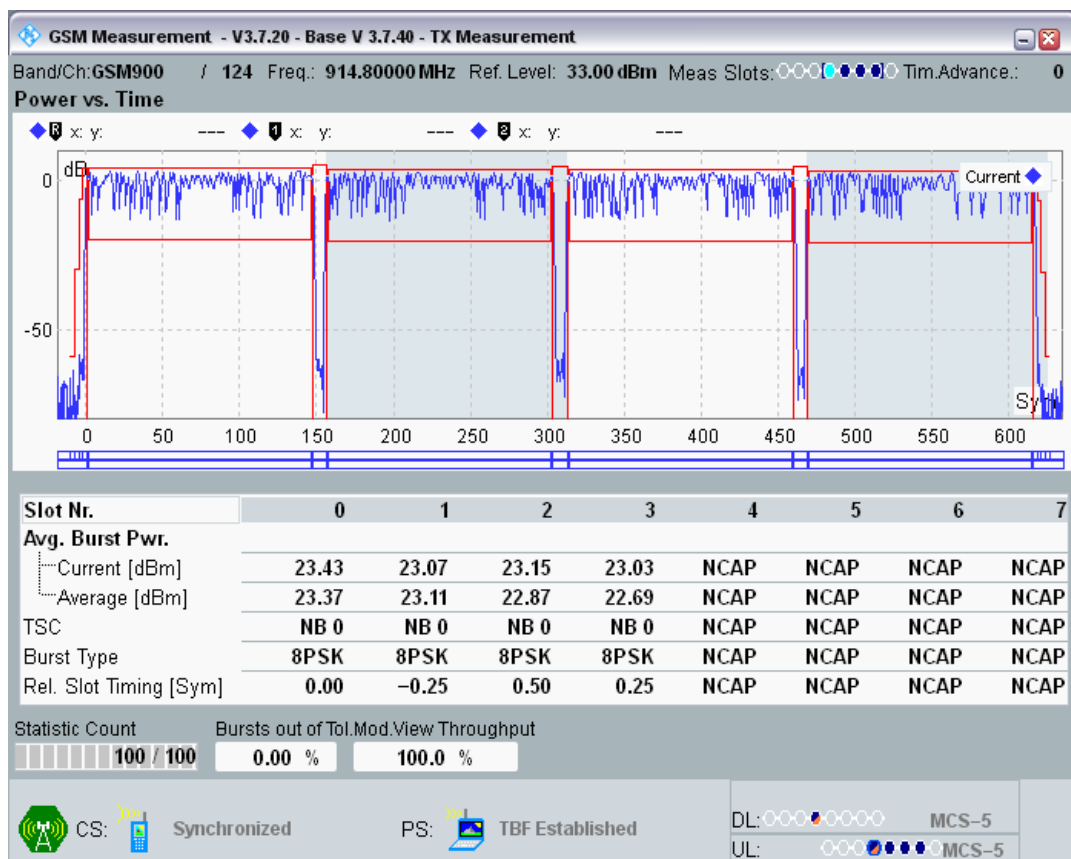 GSM Measurement - V3.7.20 - Base V 3.7.40 - TX Measurement
Band/Ch:GSM900 / 124 Freq.: 914.80000 MHz Ref. Level: 33.00 dBm Meas Slots: Tim.Advance.: 0
Power vs. Time
R x: y: --- 1 x: y: --- 2 x: y: ---
dB
Current
0
-50
Sym
0 50 100 150 200 250 300 350 400 450 500 550 600
Slot Nr. 0 1 2 3 4 5 6 7
Avg. Burst Pwr.
Current [dBm] 23.43 23.07 23.15 23.03 NCAP NCAP NCAP NCAP
Average [dBm] 23.37 23.11 22.87 22.69 NCAP NCAP NCAP NCAP
TSC NB 0 NB 0 NB 0 NB 0 NCAP NCAP NCAP NCAP
Burst Type 8PSK 8PSK 8PSK 8PSK NCAP NCAP NCAP NCAP
Rel. Slot Timing [Sym] 0.00 −0.25 0.50 0.25 NCAP NCAP NCAP NCAP
Statistic Count Bursts out of Tol. Mod.View Throughput
100 / 100 0.00 % 100.0 %
CS: Synchronized PS: TBF Established DL: MCS−5
UL: MCS−5